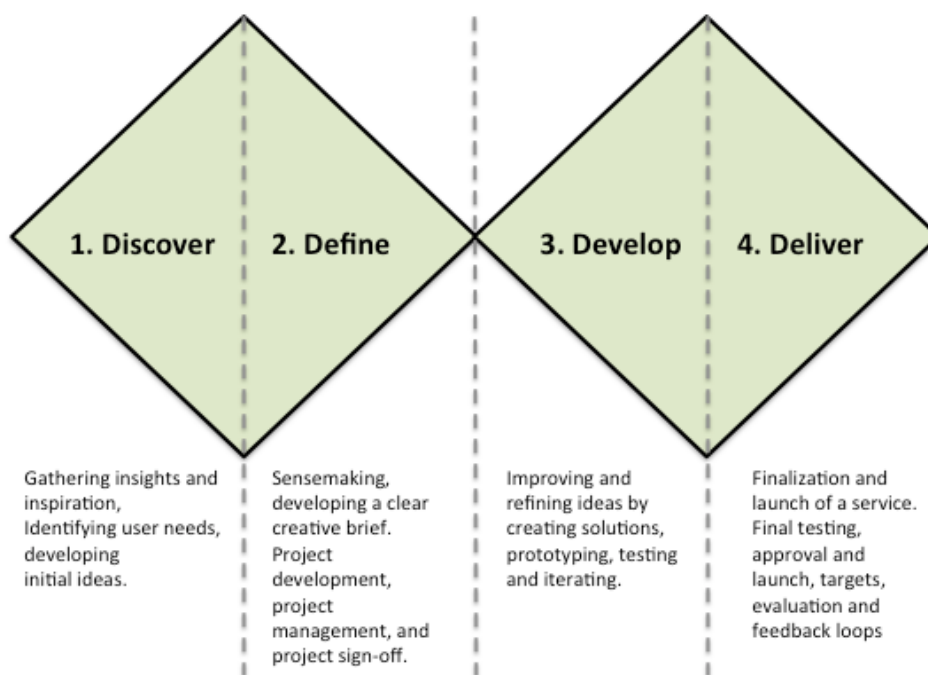 1. Discover
2. Define
3. Develop
4. Deliver
Gathering insights and
inspiration,
Identifying user needs,
developing
initial ideas.
Sensemaking,
developing a clear
creative brief.
Project
development,
project
management, and
project sign-off.
Improving and
refining ideas by
creating solutions,
prototyping, testing
and iterating.
Finalization and
launch of a service.
Final testing,
approval and
launch, targets,
evaluation and
feedback loops